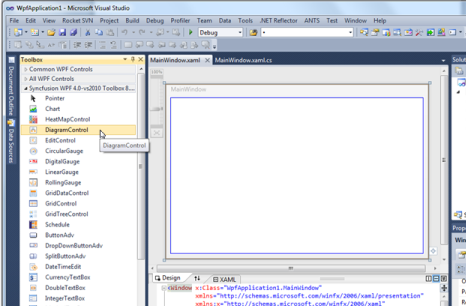 WpfApplication1 - Microsoft Visual Studio
File Edit View Rocket SVN Project Build Debug Profiler Team Data Tools .NET Reflector ANTS Test Window Help
Debug
Toolbox
MainWindow.xaml MainWindow.xaml.cs
Solu
Document Outline
Data Sources
Common WPF Controls
All WPF Controls
Syncfusion WPF 4.0-vs2010 Toolbox 8....
Pointer
Chart
HeatMapControl
DiagramControl
EditControl
CircularGauge
DigitalGauge
LinearGauge
RollingGauge
GridDataControl
GridControl
GridTreeControl
Schedule
ButtonAdv
DropDownButtonAdv
SplitButtonAdv
DateTimeEdit
CurrencyTextBox
DoubleTextBox
IntegerTextBox
DiagramControl
100%
MainWindow
Prope
Win
Design XAML
<Window x:Class="WpfApplication1.MainWindow"
xmlns="http://schemas.microsoft.com/winfx/2006/xaml/presentation"
xmlns:x="http://schemas.microsoft.com/winfx/2006/xaml"